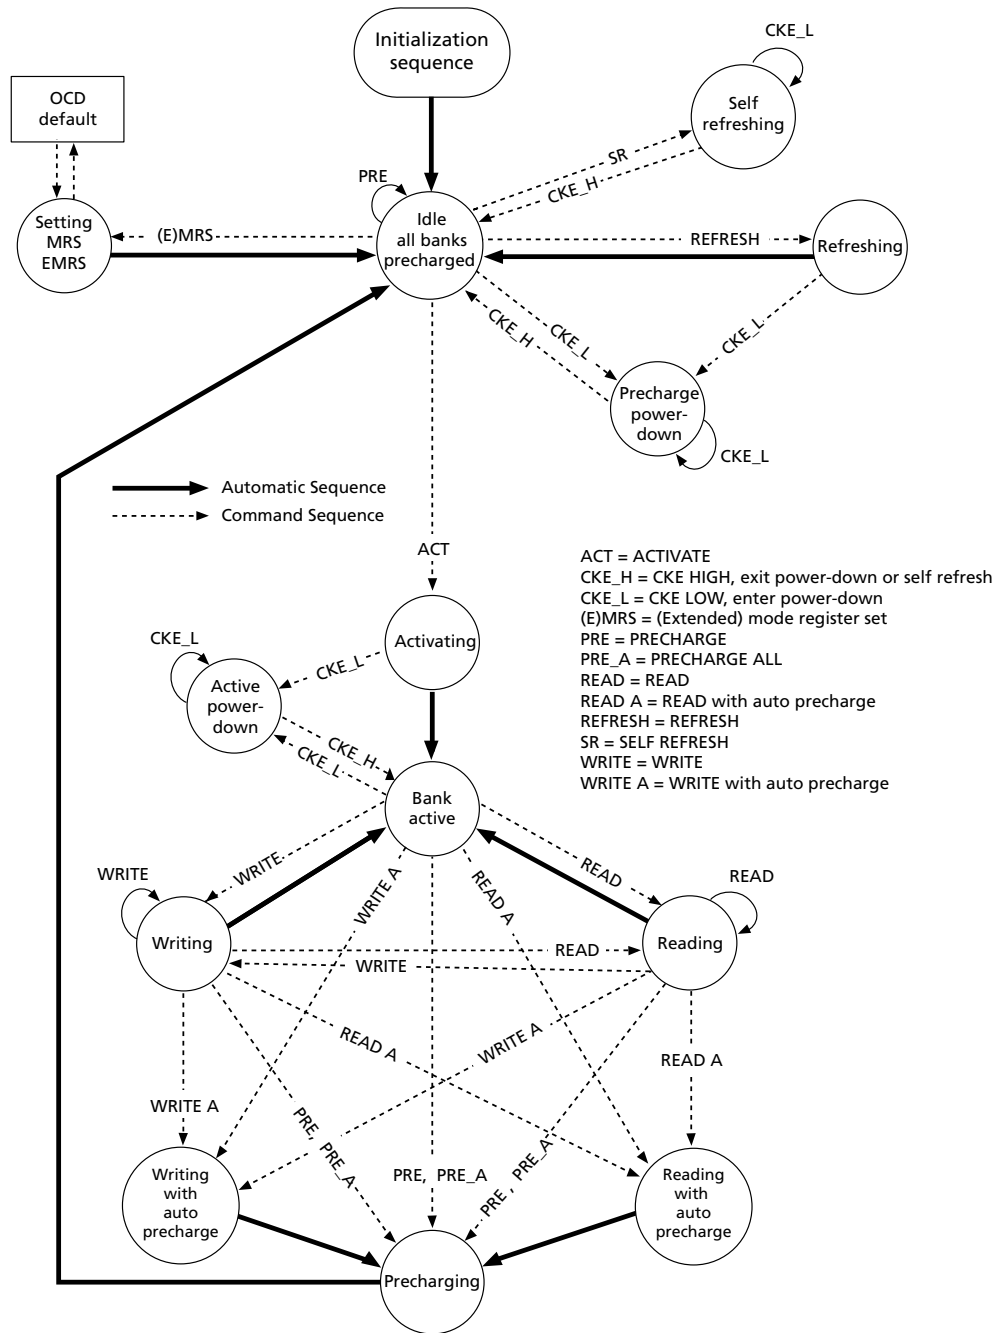 Initialization
sequence
CKE_L
OCD
default
Self
refreshing
SR
CKE_H
PRE
Setting
MRS
EMRS
(E)MRS
Idle
all banks
precharged
REFRESH
Refreshing
CKE_H
CKE_L
CKE_L
Precharge
power-
down
CKE_L
Automatic Sequence
Command Sequence
ACT
ACT = ACTIVATE
CKE_H = CKE HIGH, exit power-down or self refresh
CKE_L = CKE LOW, enter power-down
(E)MRS = (Extended) mode register set
PRE = PRECHARGE
PRE_A = PRECHARGE ALL
READ = READ
READ A = READ with auto precharge
REFRESH = REFRESH
SR = SELF REFRESH
WRITE = WRITE
WRITE A = WRITE with auto precharge
Activating
CKE_L
CKE_L
Active
power-
down
CKE_H
CKE_L
Bank
active
WRITE
WRITE
WRITE A
READ A
READ
READ
Writing
READ
WRITE
Reading
READ A
WRITE A
READ A
WRITE A
PRE, PRE_A
PRE, PRE_A
PRE , PRE_A
Writing
with
auto
precharge
Reading
with
auto
precharge
Precharging